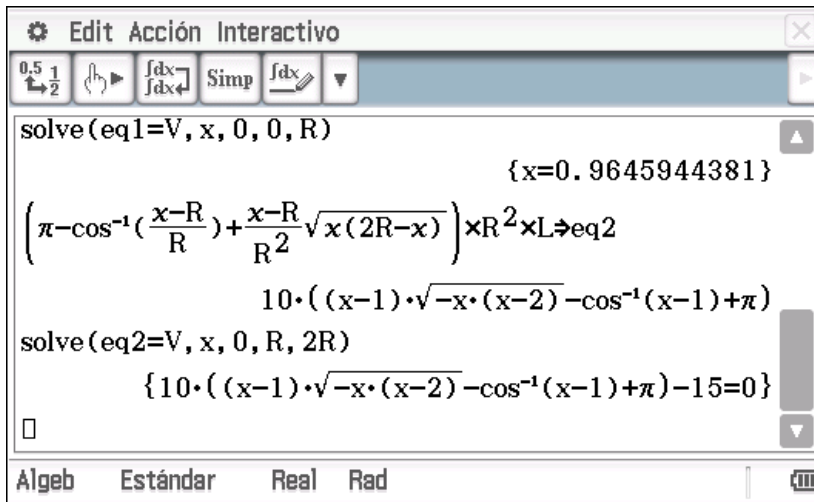 Edit Acción Interactivo
0.5 1/2 ∫dx ∫dx Simp ∫dx
solve(eq1=V, x, 0, 0, R)
{x=0.9645944381}
(π-cos⁻¹((x-R)/R)+(x-R)/R²√(x(2R-x)))×R²×L⇒eq2
10·((x-1)·√(-x·(x-2))-cos⁻¹(x-1)+π)
solve(eq2=V, x, 0, R, 2R)
{10·((x-1)·√(-x·(x-2))-cos⁻¹(x-1)+π)-15=0}
Algeb Estándar Real Rad